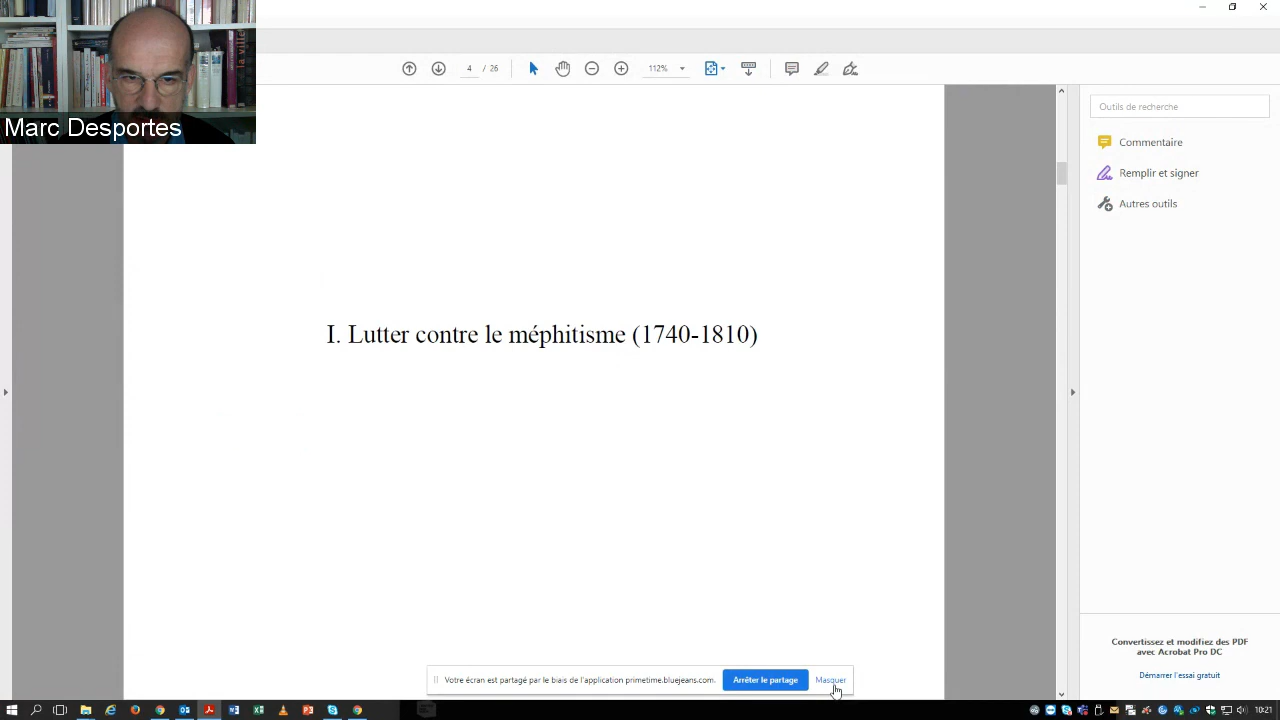 la ville
Marc Desportes
4 / 26
112%
Outils de recherche
Commentaire
Remplir et signer
Autres outils
I. Lutter contre le méphitisme (1740-1810)
Convertissez et modifiez des PDF
avec Acrobat Pro DC
Démarrer l'essai gratuit
Votre écran est partagé par le biais de l'application primetime.bluejeans.com.
Arrêter le partage
Masquer
10:21